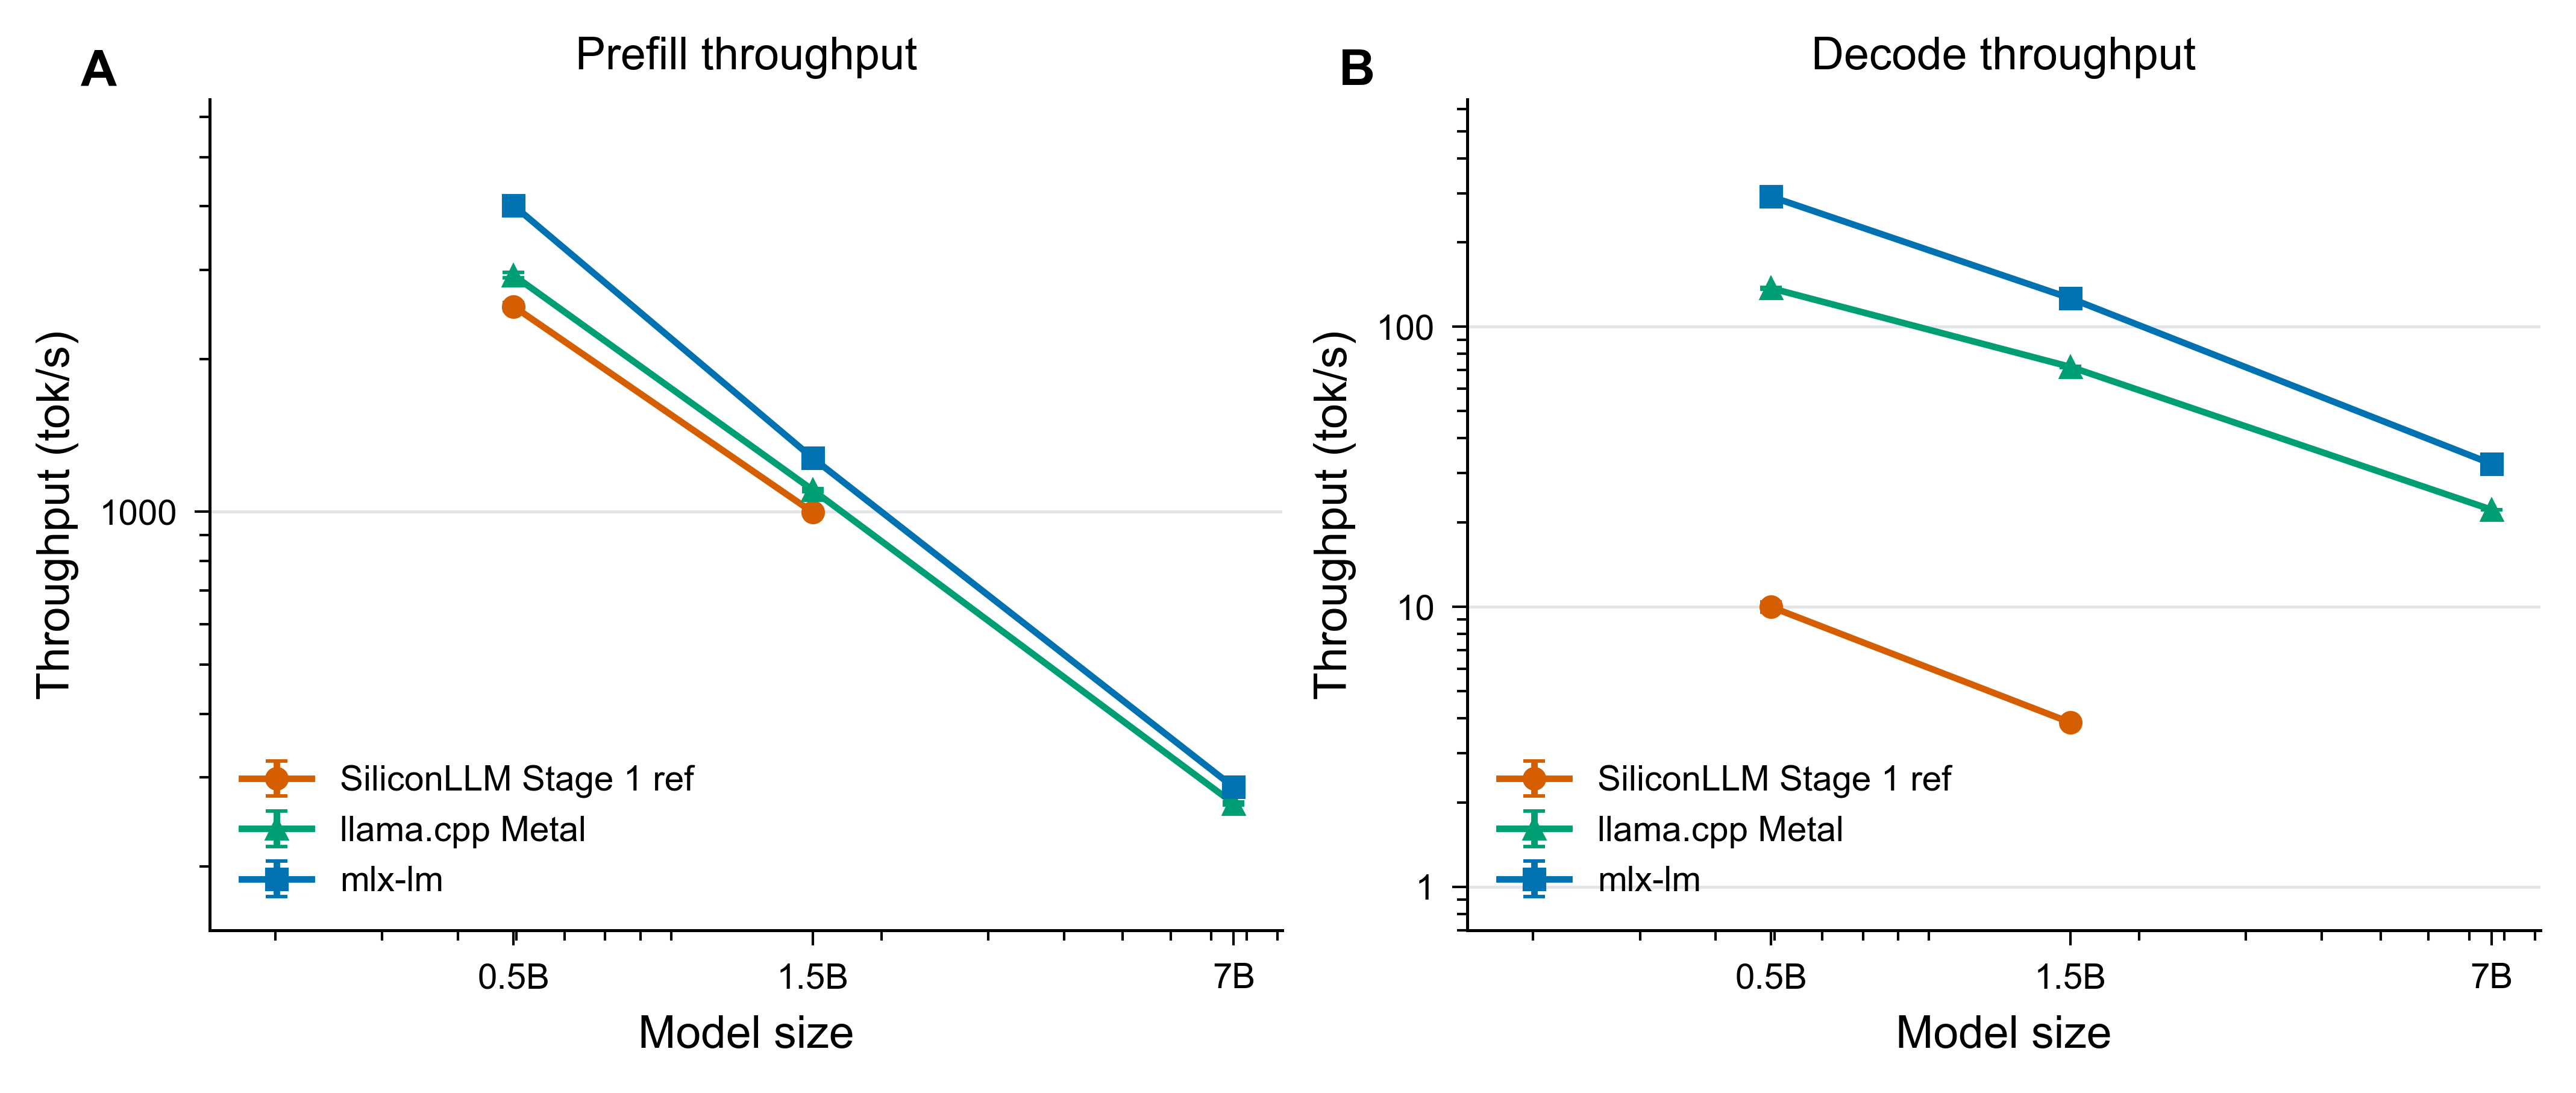 A
Prefill throughput
Throughput (tok/s)
1000
SiliconLLM Stage 1 ref
llama.cpp Metal
mlx-lm
0.5B
1.5B
7B
Model size
B
Decode throughput
Throughput (tok/s)
100
10
1
SiliconLLM Stage 1 ref
llama.cpp Metal
mlx-lm
0.5B
1.5B
7B
Model size